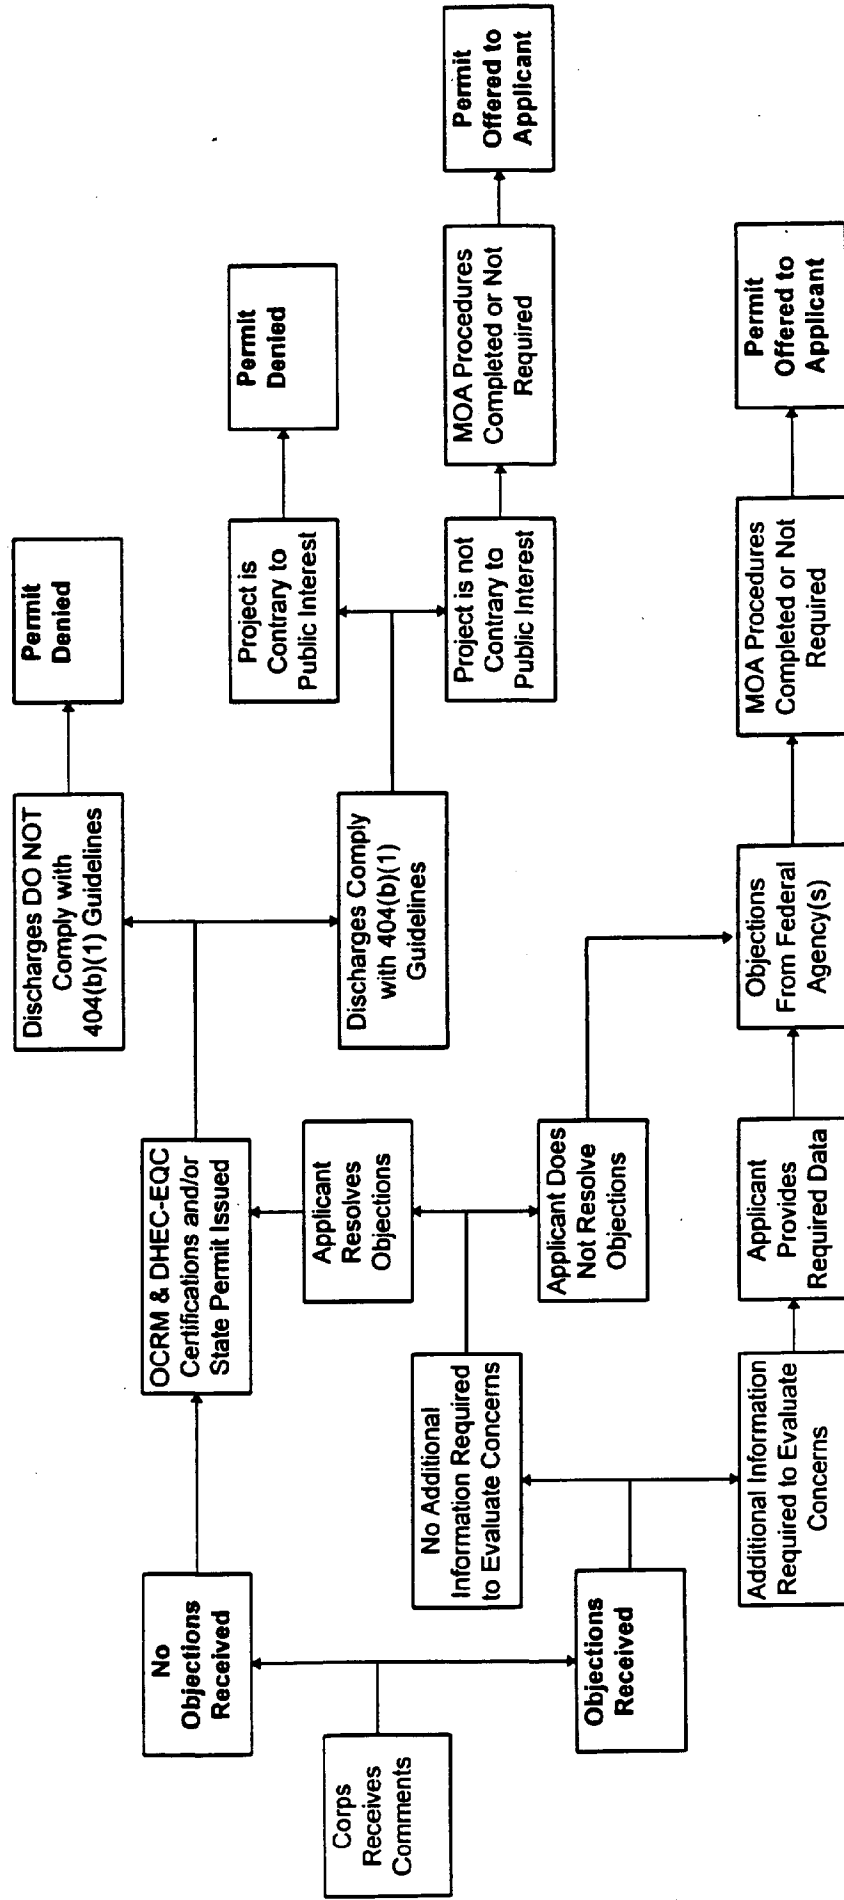 Corps
Receives
Comments
No
Objections
Received
Objections
Received
OCRM & DHEC-EQC
Certifications and/or
State Permit Issued
No Additional
Information Required
to Evaluate Concerns
Additional Information
Required to Evaluate
Concerns
Applicant
Resolves
Objections
Applicant Does
Not Resolve
Objections
Applicant
Provides
Required Data
Discharges DO NOT
Comply with
404(b)(1) Guidelines
Discharges Comply
with 404(b)(1)
Guidelines
Objections
From Federal
Agency(s)
Permit
Denied
Project is
Contrary to
Public Interest
Project is not
Contrary to
Public Interest
MOA Procedures
Completed or Not
Required
Permit
Denied
MOA Procedures
Completed or Not
Required
Permit
Offered to
Applicant
Permit
Offered to
Applicant